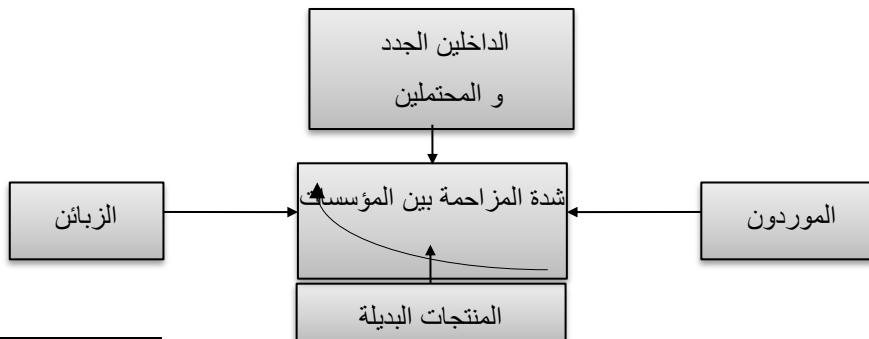 الداخلين الجدد
و المحتملين
شدة المزاحمة بين المؤسسات
الموردون
الزبائن
المنتجات البديلة